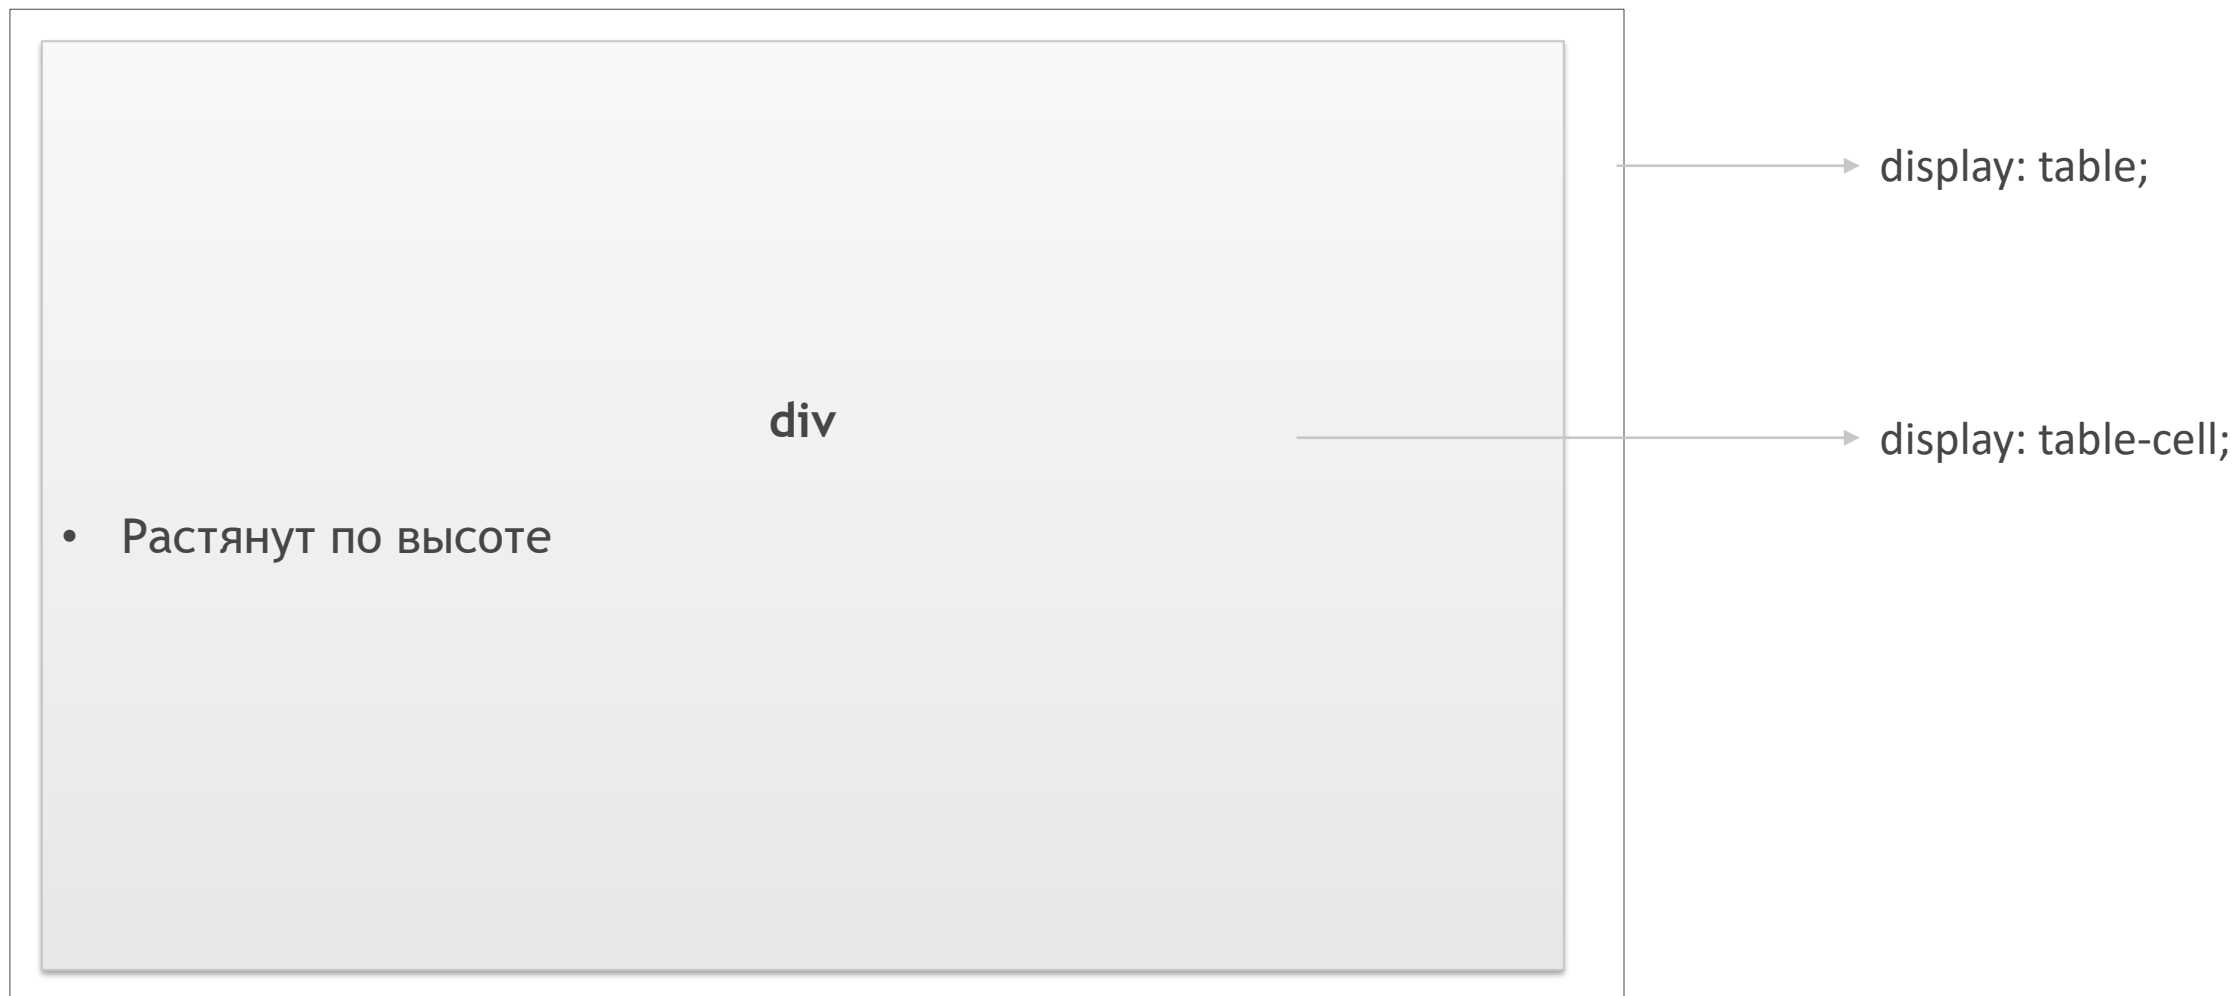 display: table;
div
display: table-cell;
• Растянут по высоте